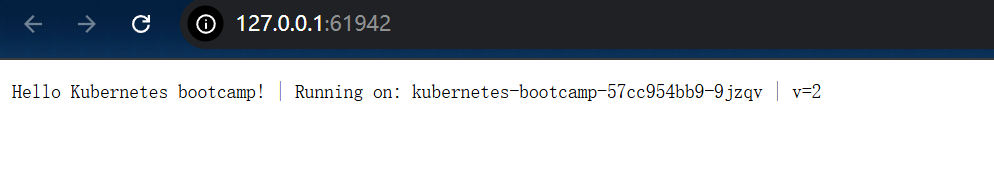 127.0.0.1:61942
Hello Kubernetes bootcamp! | Running on: kubernetes-bootcamp-57cc954bb9-9jzqv | v=2